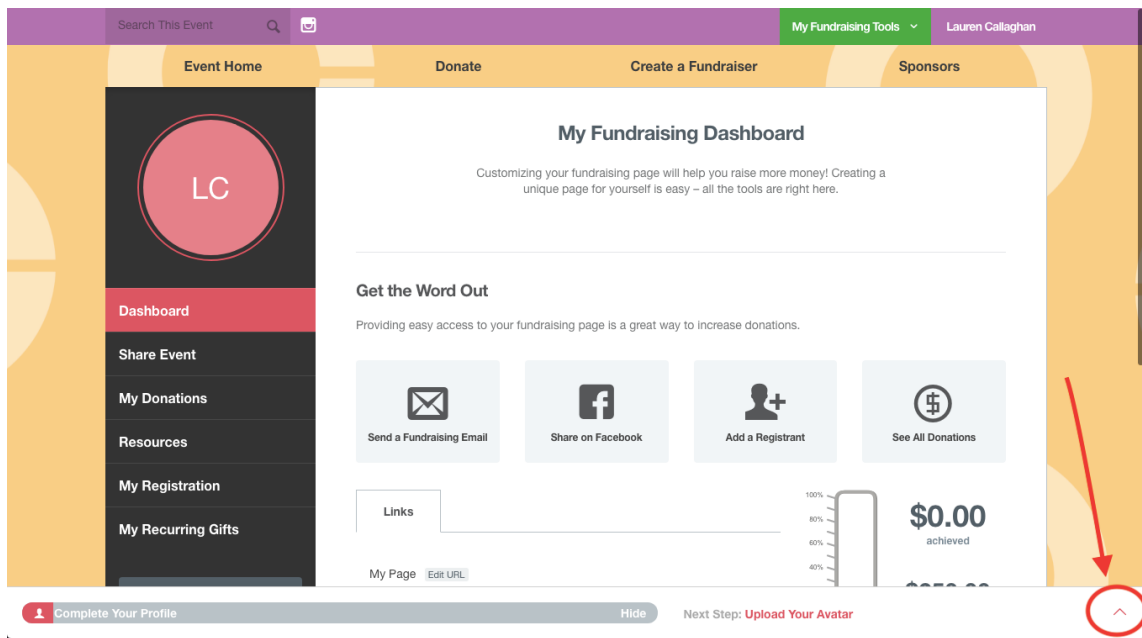 Search This Event
My Fundraising Tools
Lauren Callaghan
Event Home
Donate
Create a Fundraiser
Sponsors
LC
Dashboard
Share Event
My Donations
Resources
My Registration
My Recurring Gifts
My Fundraising Dashboard
Customizing your fundraising page will help you raise more money! Creating a
unique page for yourself is easy – all the tools are right here.
Get the Word Out
Providing easy access to your fundraising page is a great way to increase donations.
Send a Fundraising Email
Share on Facebook
Add a Registrant
See All Donations
Links
My Page
Edit URL
100%
80%
60%
40%
$0.00
achieved
Complete Your Profile
Hide
Next Step: Upload Your Avatar